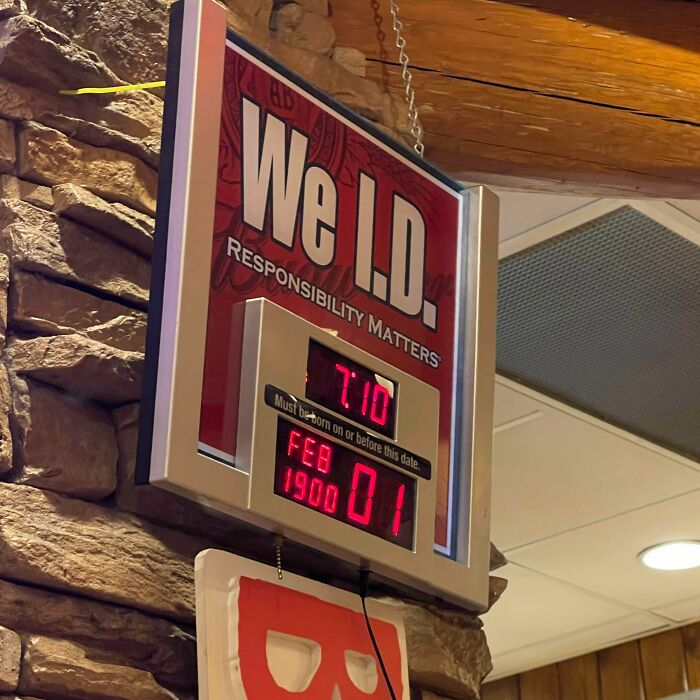 We I.D.
RESPONSIBILITY MATTERS
7:10
Must be born on or before this date.
FEB 01
1900